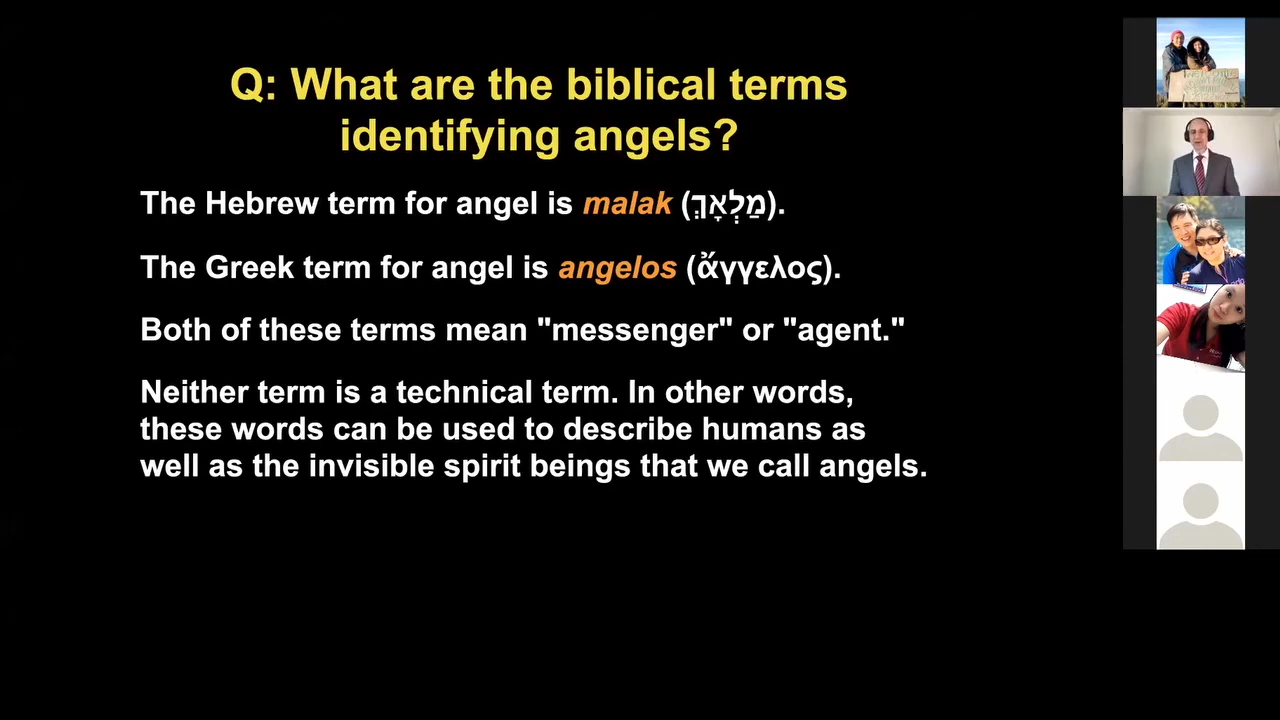 Q: What are the biblical terms
identifying angels?
The Hebrew term for angel is malak (מַלְאָךְ).
The Greek term for angel is angelos (ἄγγελος).
Both of these terms mean "messenger" or "agent."
Neither term is a technical term. In other words,
these words can be used to describe humans as
well as the invisible spirit beings that we call angels.